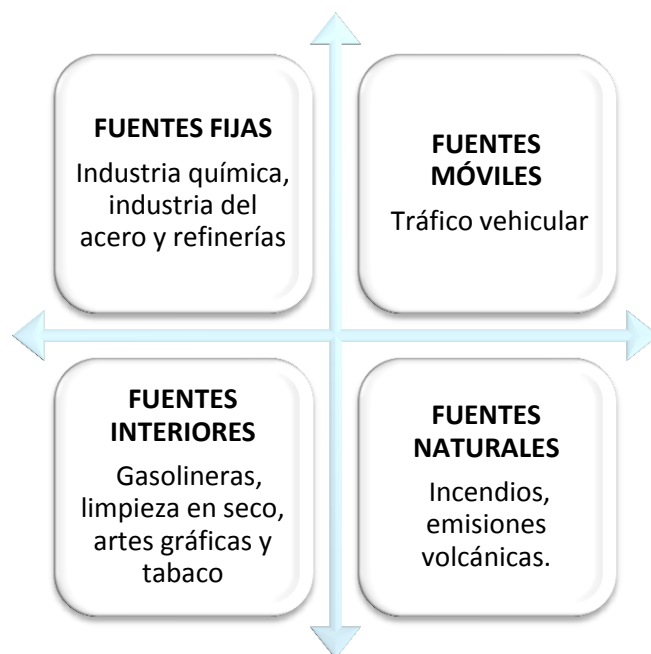 FUENTES FIJAS
Industria química,
industria del
acero y refinerías
FUENTES
MÓVILES
Tráfico vehicular
FUENTES
INTERIORES
Gasolineras,
limpieza en seco,
artes gráficas y
tabaco
FUENTES
NATURALES
Incendios,
emisiones
volcánicas.